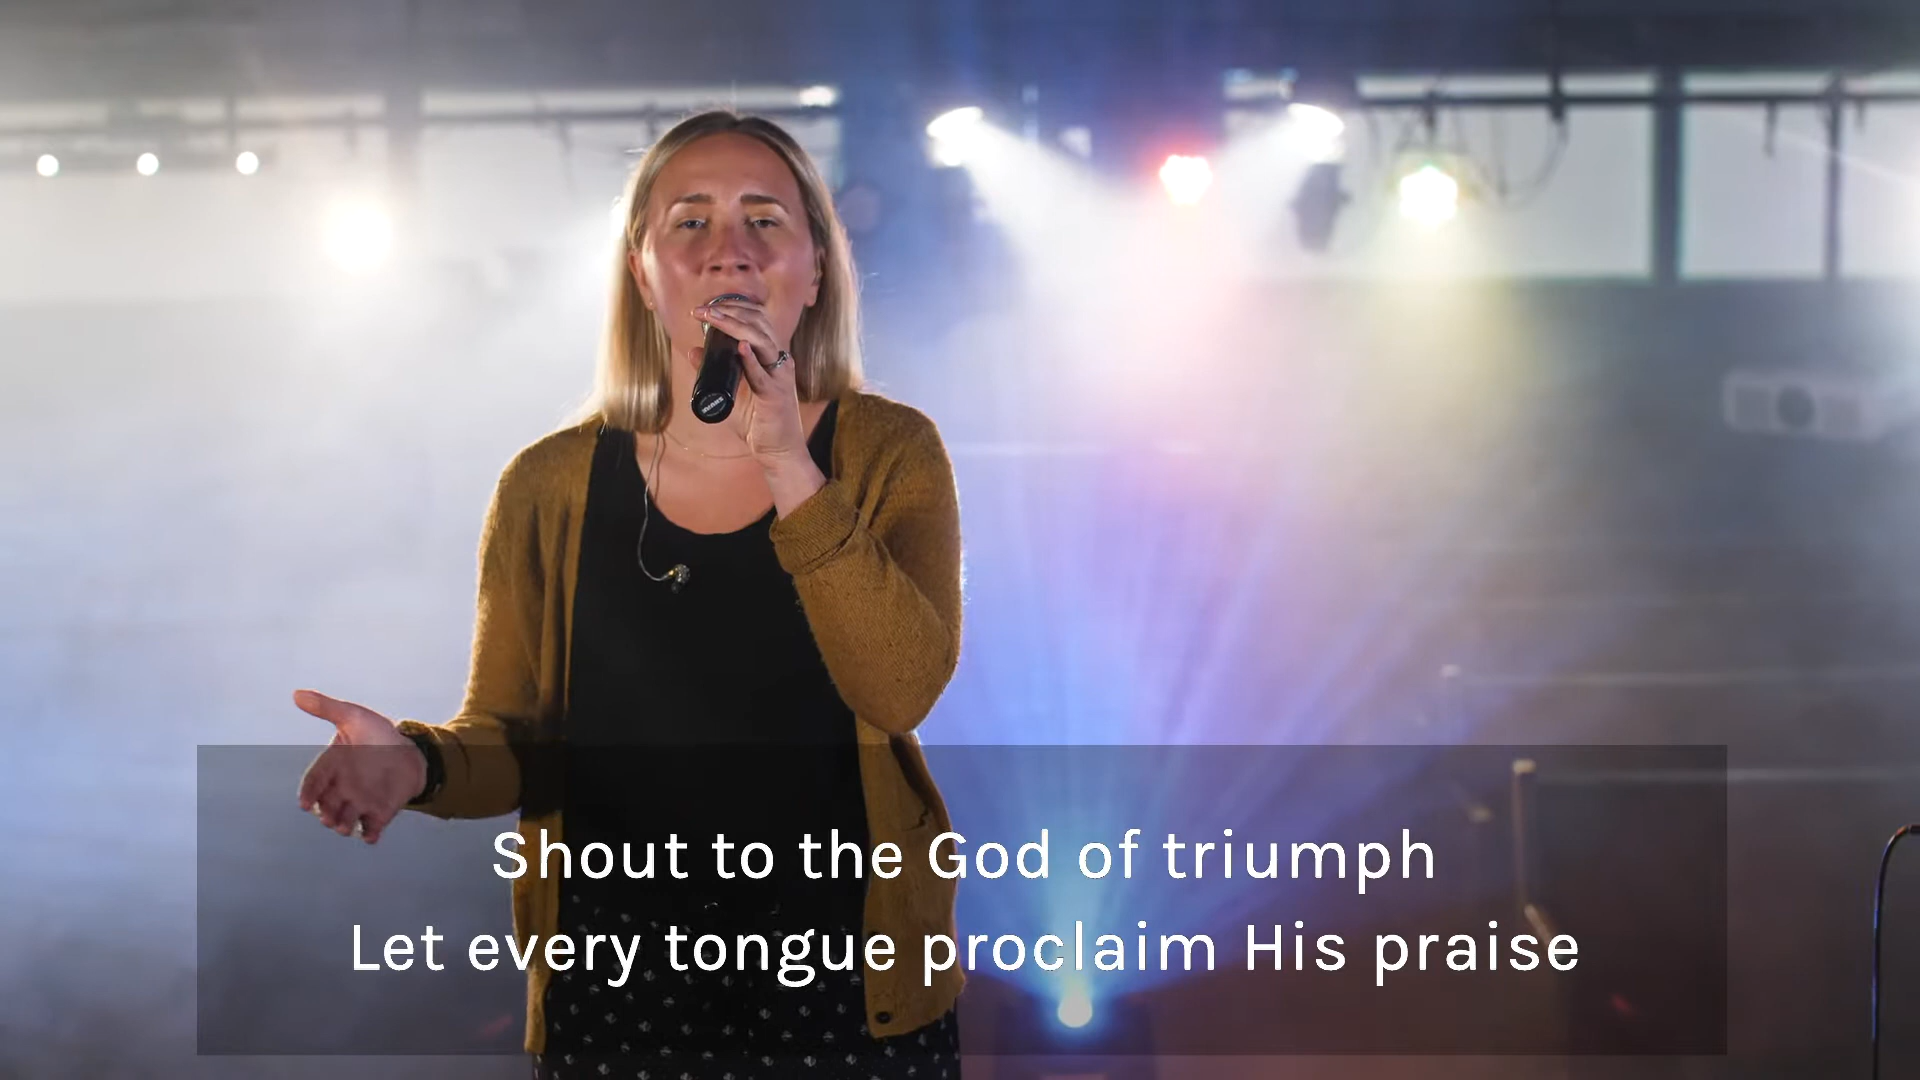 Shout to the God of triumph
Let every tongue proclaim His praise